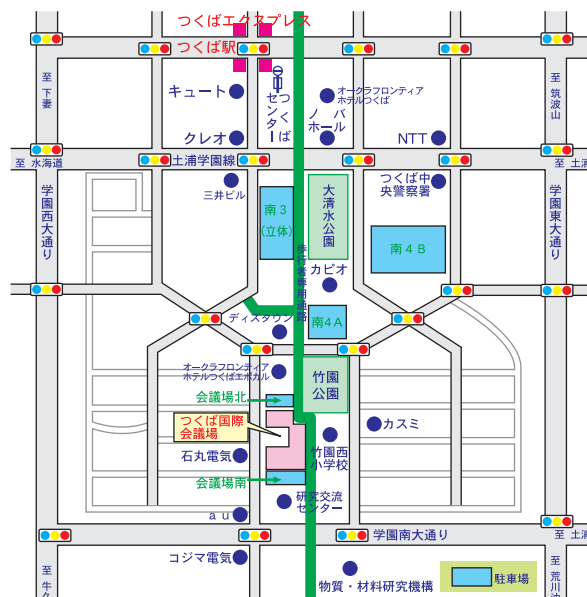 つくばエクスプレス
つくば駅
至 下妻
至 筑波山
キュート
つくば
センター
オークラフロンティア
ホテルつくば
ノバ
ホール
クレオ
NTT
至 水海道
土浦学園線
至 土浦
学園西大通り
三井ビル
大清水公園
つくば中
央警察署
学園東大通り
南3
(立体)
歩行者専用通路
南4B
カピオ
デイズタウン
南4A
オークラフロンティア
ホテルつくばエポカル
竹園
公園
会議場北
つくば国際
会議場
カスミ
石丸電気
竹園西
小学校
会議場南
研究交流
センター
au
学園南大通り
至 土浦
コジマ電気
至 牛久
物質・材料研究機構
駐車場
至 荒川沖